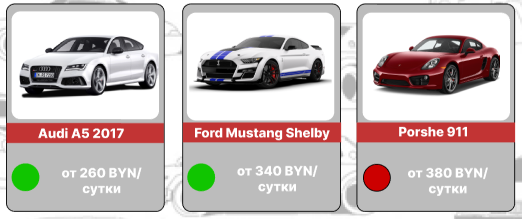 Audi A5 2017
от 260 BYN/
сутки
Ford Mustang Shelby
от 340 BYN/
сутки
Porshe 911
от 380 BYN/
сутки